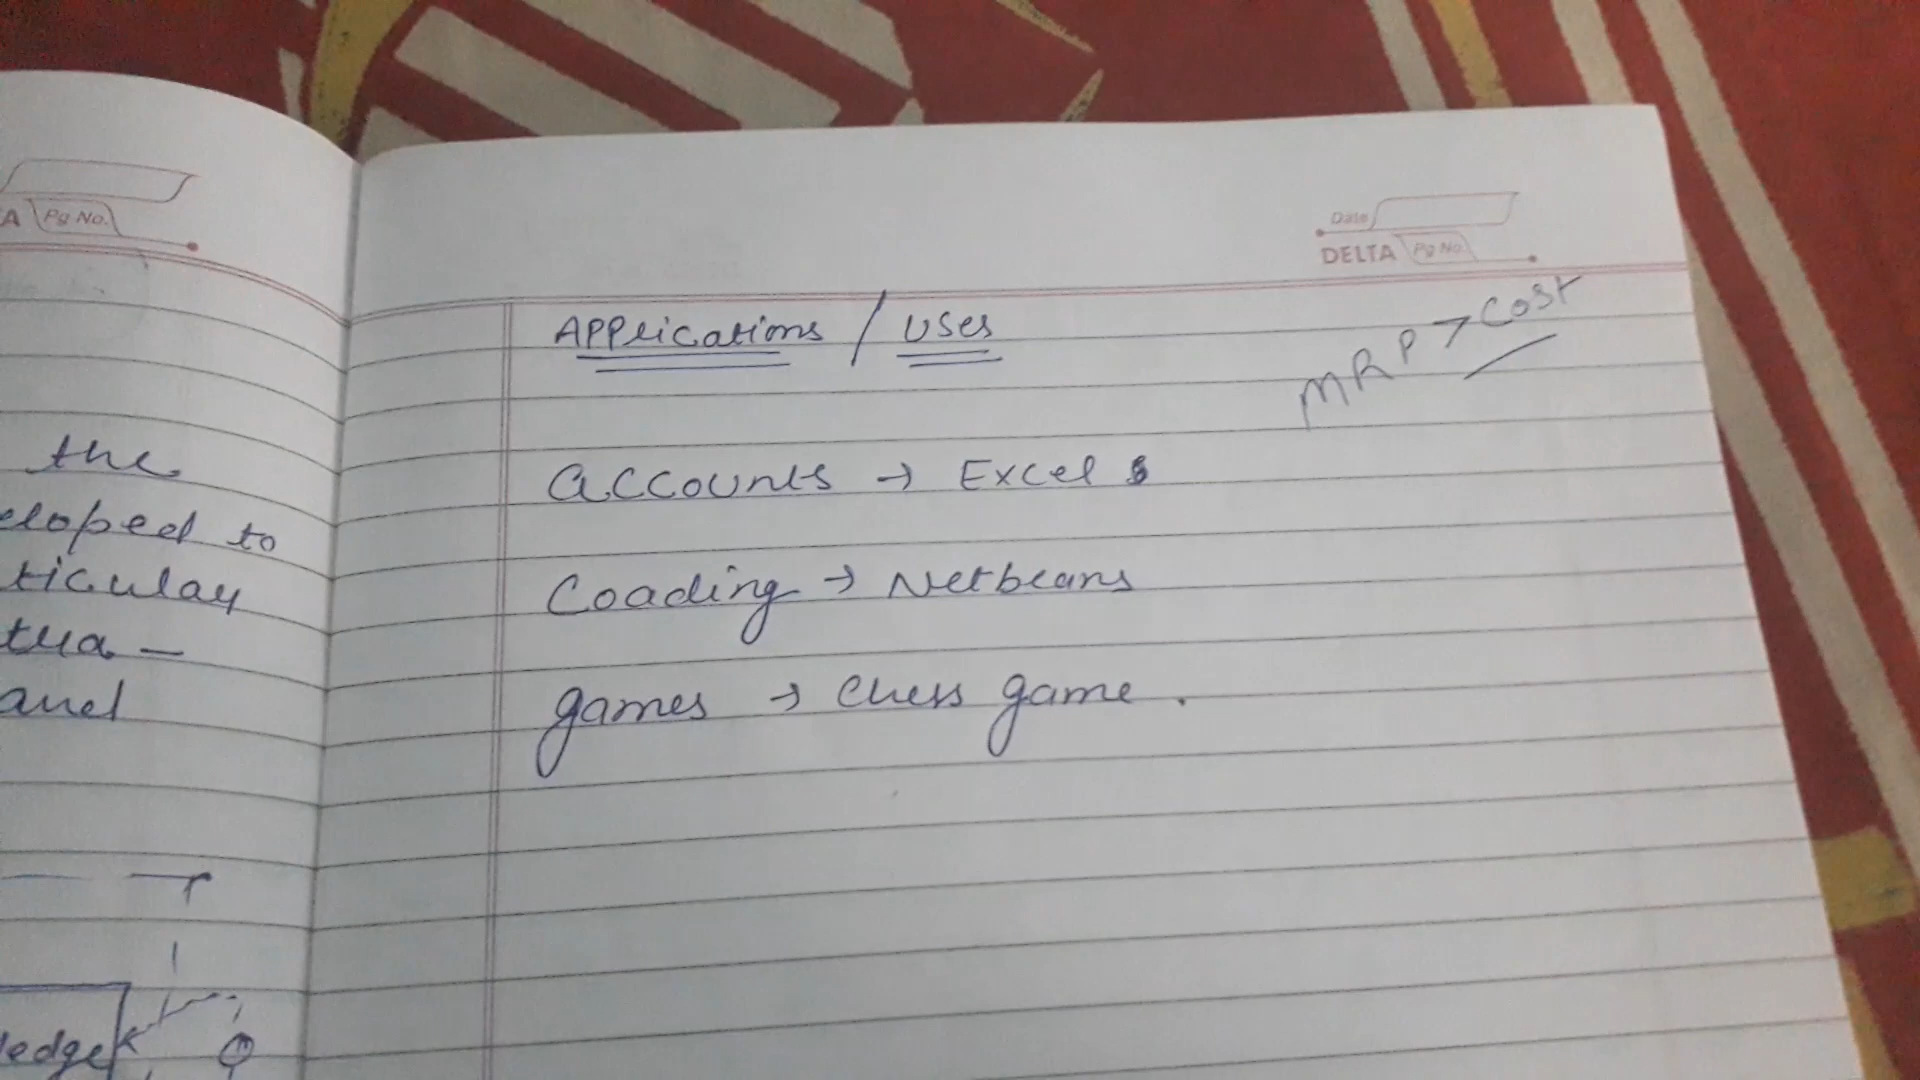 A Pg No.
the
eloped to
ticular
and
ledge
Date
DELTA Pg No.
Applications / Uses
MRP > Cost
Accounts → Excel
Coading → Netbeans
games → Chess game.